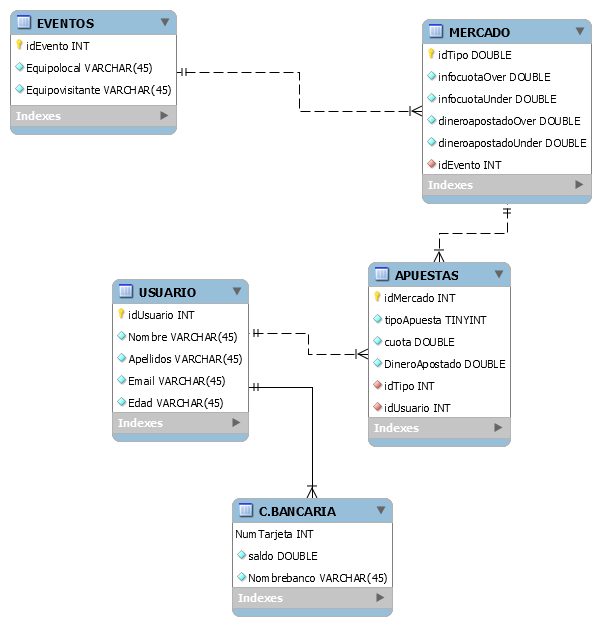 EVENTOS
idEvento INT
Equipolocal VARCHAR(45)
Equipovisitante VARCHAR(45)
Indexes
MERCADO
idTipo DOUBLE
infocuotaOver DOUBLE
infocuotaUnder DOUBLE
dineroapostadoOver DOUBLE
dineroapostadoUnder DOUBLE
idEvento INT
Indexes
APUESTAS
idMercado INT
tipoApuesta TINYINT
cuota DOUBLE
DineroApostado DOUBLE
idTipo INT
idUsuario INT
Indexes
USUARIO
idUsuario INT
Nombre VARCHAR(45)
Apellidos VARCHAR(45)
Email VARCHAR(45)
Edad VARCHAR(45)
Indexes
C.BANCARIA
NumTarjeta INT
saldo DOUBLE
Nombrebanco VARCHAR(45)
Indexes